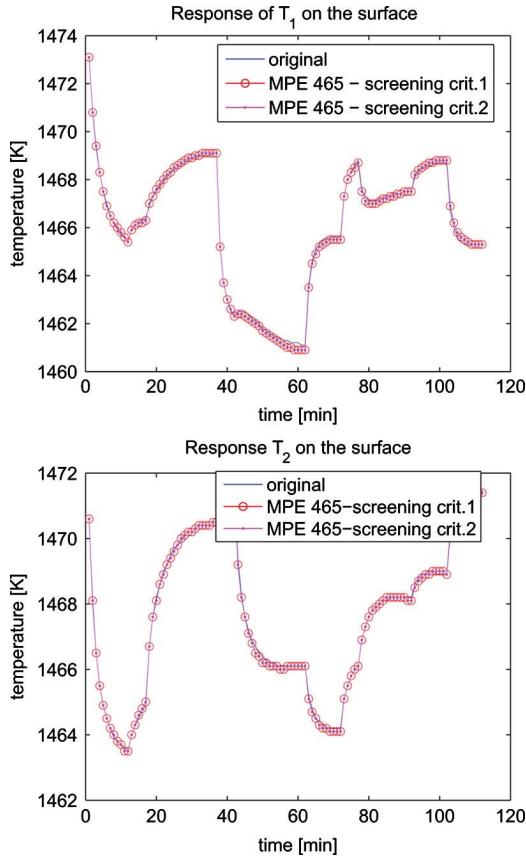 Response of T1 on the surface
1474
1472
1470
1468
1466
1464
1462
1460
temperature [K]
original
MPE 465 − screening crit.1
MPE 465 − screening crit.2
0 20 40 60 80 100 120
time [min]
Response T2 on the surface
1472
1470
1468
1466
1464
1462
temperature [K]
original
MPE 465−screening crit.1
MPE 465−screening crit.2
0 20 40 60 80 100 120
time [min]